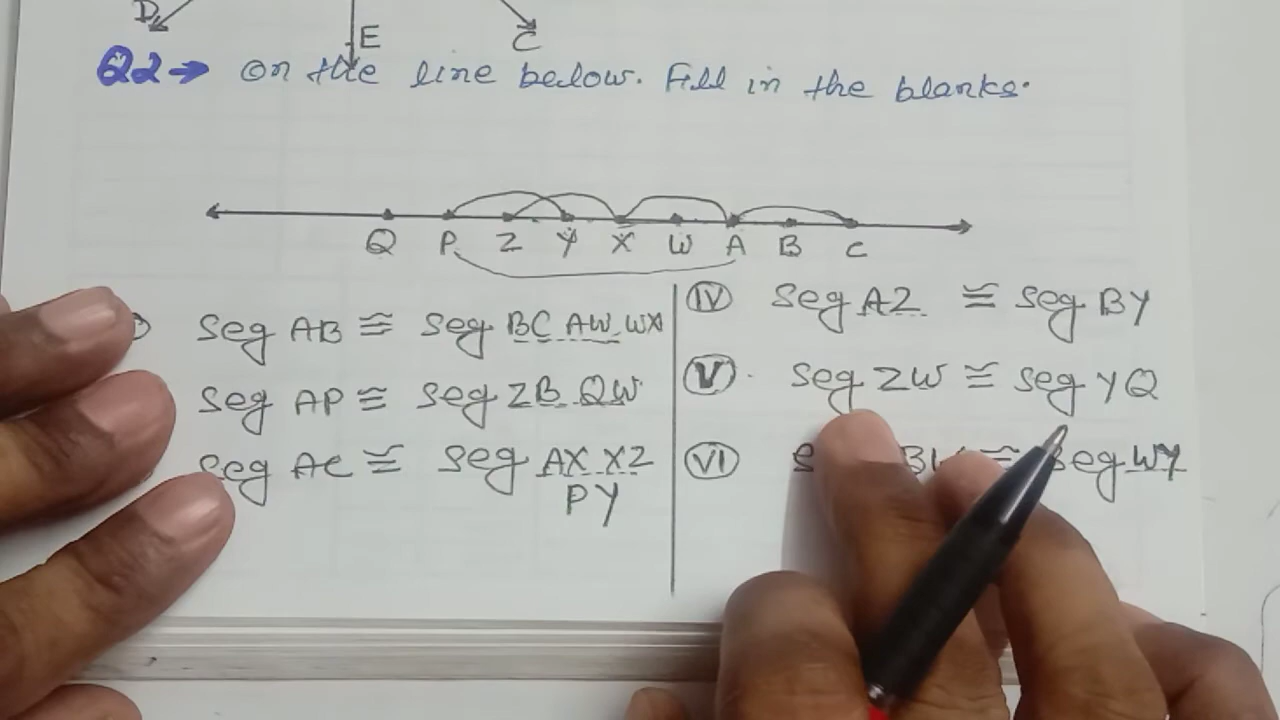 D E C
Q2→ On the line below. Fill in the blanks.
Q P Z Y X W A B C
seg AB ≅ seg BC AW WX
seg AP ≅ seg ZB QW
seg AC ≅ seg AX XZ
PY
IV seg AZ ≅ seg BY
V. seg ZW ≅ seg YQ
VI ≅ seg WY